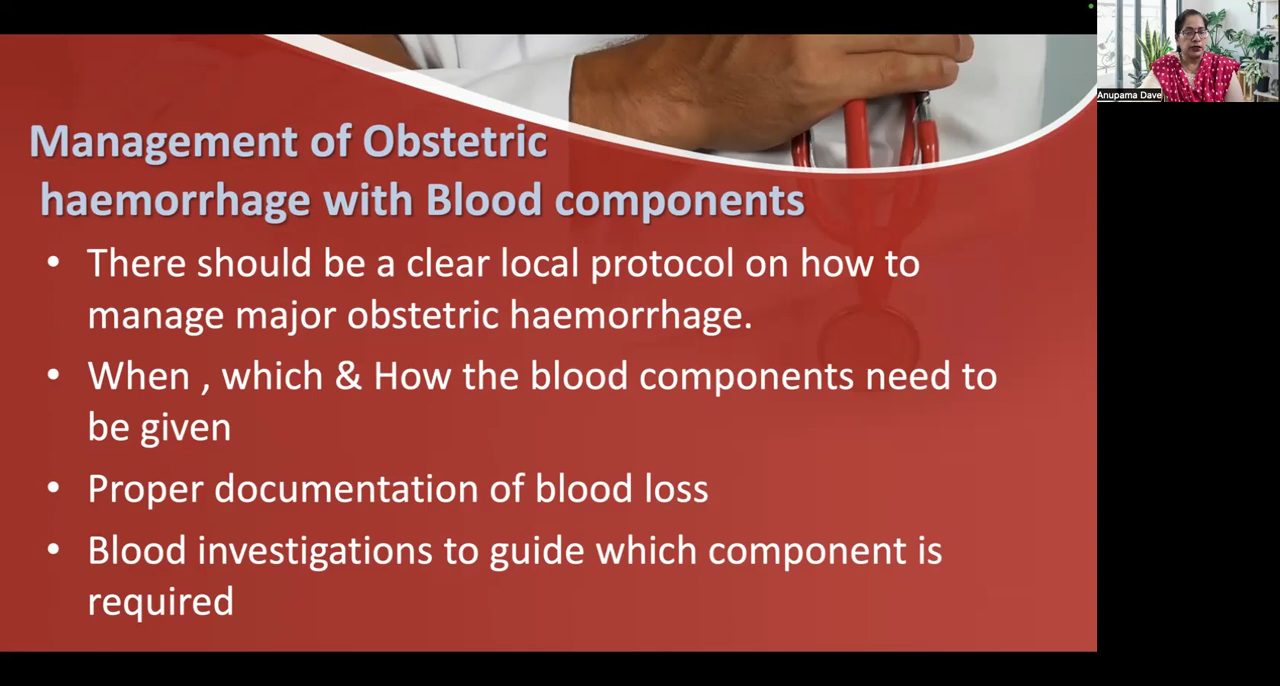 Anupama Dave
Management of Obstetric
haemorrhage with Blood components
• There should be a clear local protocol on how to
manage major obstetric haemorrhage.
• When , which & How the blood components need to
be given
• Proper documentation of blood loss
• Blood investigations to guide which component is
required